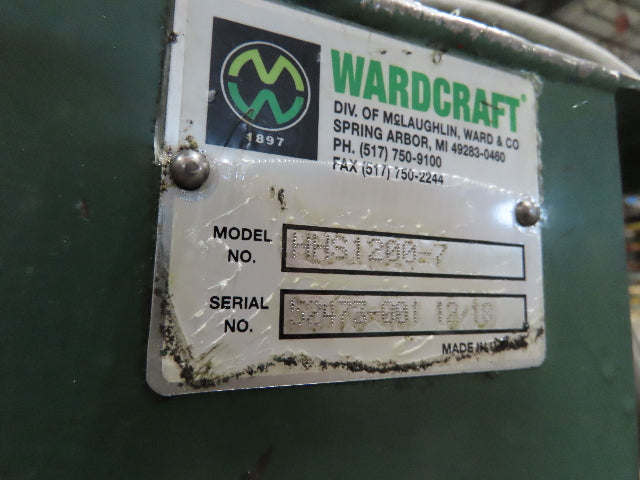 1897
WARDCRAFT
DIV. OF McLAUGHLIN, WARD & CO
SPRING ARBOR, MI 49283-0460
PH. (517) 750-9100
FAX (517) 750-2244
MODEL NO. HHS1200-7
SERIAL NO.
MADE IN